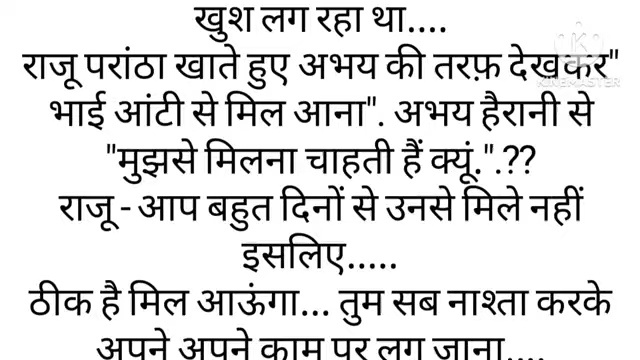 खुश लग रहा था....
राजू परांठा खाते हुए अभय की तरफ़ देखकर"
भाई आंटी से मिल आना". अभय हैरानी से
"मुझसे मिलना चाहती हैं क्यूं.".??
राजू - आप बहुत दिनों से उनसे मिले नहीं
इसलिए.....
ठीक है मिल आऊंगा... तुम सब नाश्ता करके
अपने अपने काम पर लग जाना....
KINEMASTER